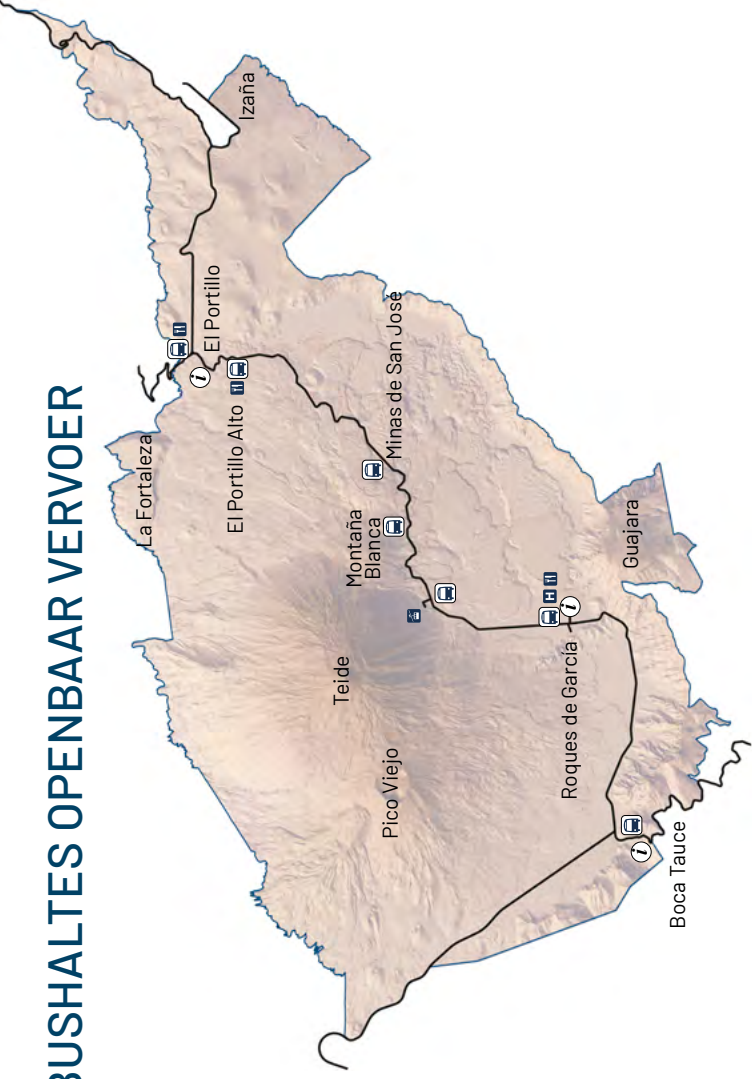 BUSHALTES OPENBAAR VERVOER
La Fortaleza
El Portillo
Izaña
El Portillo Alto
Montaña
Blanca
Minas de San José
Teide
Pico Viejo
Roques de García
Guajara
Boca Tauce
i
i
i
H